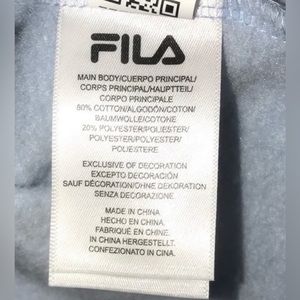 FILA
MAIN BODY/CUERPO PRINCIPAL/
CORPS PRINCIPAL/HAUPTTEIL/
CORPO PRINCIPALE
80% COTTON/ALGODÓN/COTON/
BAUMWOLLE/COTONE
20% POLYESTER/POLIESTER/
POLYESTER/POLYESTER/
POLIESTERE
EXCLUSIVE OF DECORATION
EXCEPTO DECORACIÓN
SAUF DÉCORATION/OHNE DEKORATION
SENZA DECORAZIONE
MADE IN CHINA.
HECHO EN CHINA.
FABRIQUÉ EN CHINE.
IN CHINA HERGESTELLT.
CONFEZIONATO IN CINA.